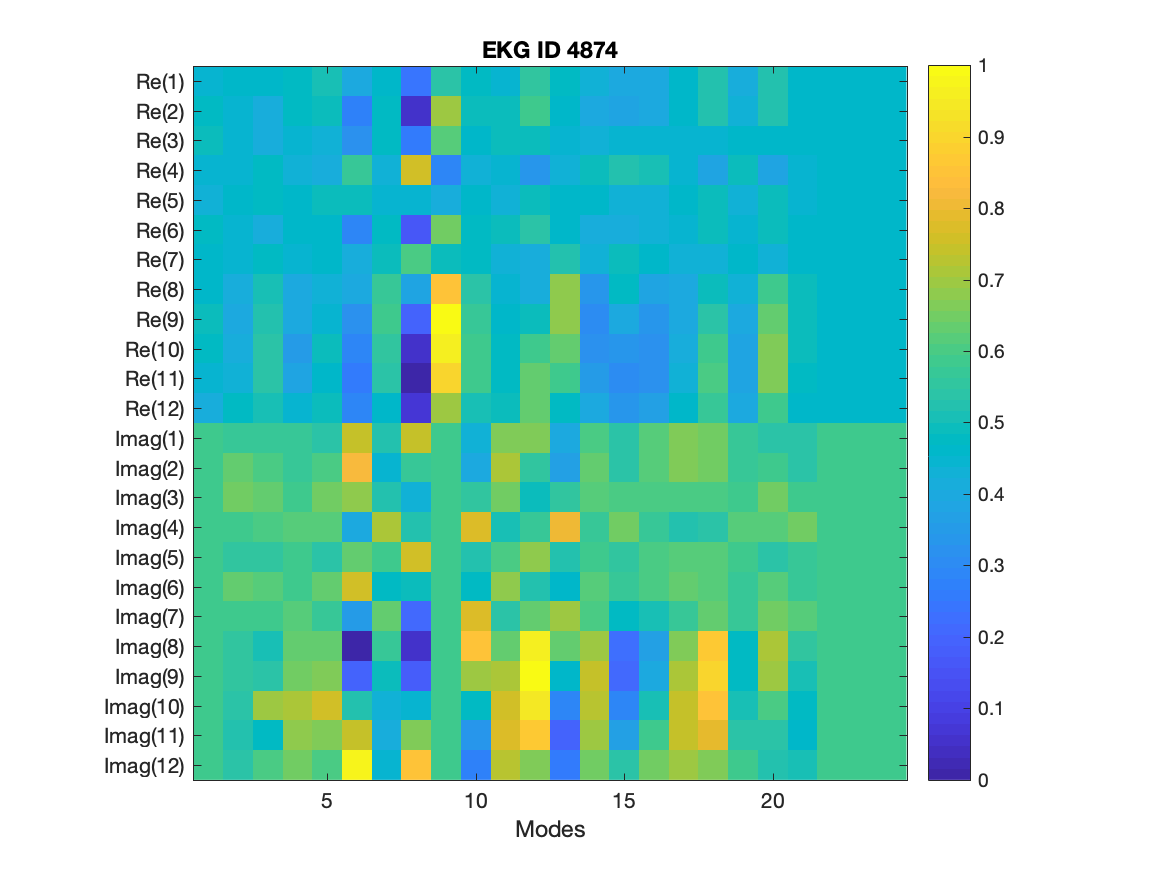 EKG ID 4874
Re(1)
Re(2)
Re(3)
Re(4)
Re(5)
Re(6)
Re(7)
Re(8)
Re(9)
Re(10)
Re(11)
Re(12)
Imag(1)
Imag(2)
Imag(3)
Imag(4)
Imag(5)
Imag(6)
Imag(7)
Imag(8)
Imag(9)
Imag(10)
Imag(11)
Imag(12)
5 10 15 20
Modes
1
0.9
0.8
0.7
0.6
0.5
0.4
0.3
0.2
0.1
0